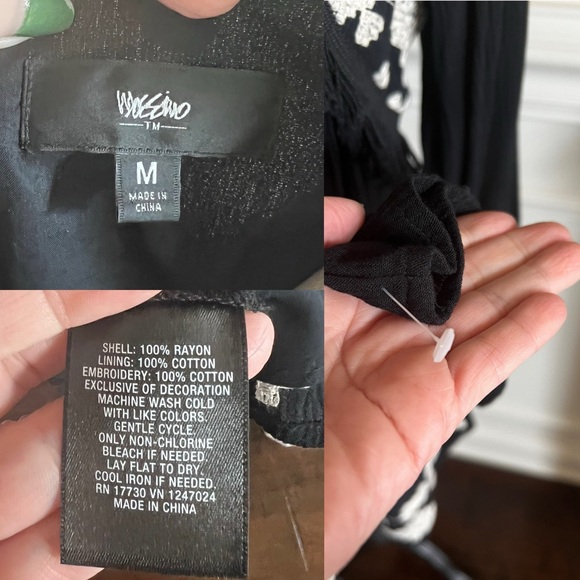 mossimo
TM
M
MADE IN
CHINA
SHELL: 100% RAYON
LINING: 100% COTTON
EMBROIDERY: 100% COTTON
EXCLUSIVE OF DECORATION
MACHINE WASH COLD
WITH LIKE COLORS.
GENTLE CYCLE.
ONLY NON-CHLORINE
BLEACH IF NEEDED.
LAY FLAT TO DRY.
COOL IRON IF NEEDED.
RN 17730 VN 1247024
MADE IN CHINA